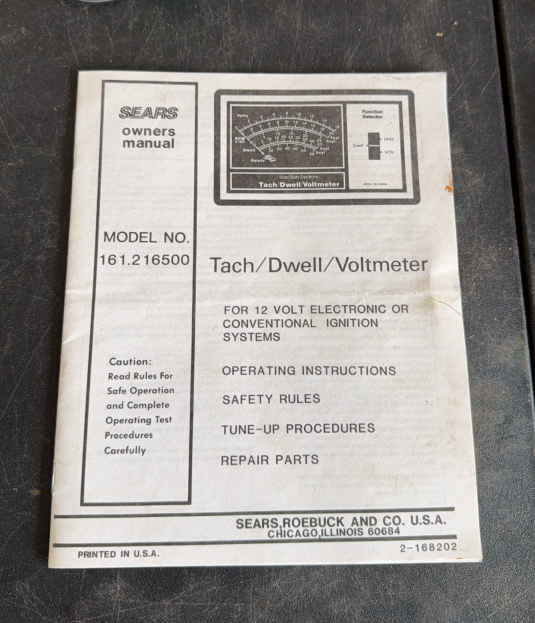 SEARS
owners
manual
MODEL NO.
161.216500
Caution:
Read Rules For
Safe Operation
and Complete
Operating Test
Procedures
Carefully
Function
Selector
Tach Dwell Voltmeter
Tach/Dwell/Voltmeter
FOR 12 VOLT ELECTRONIC OR
CONVENTIONAL IGNITION
SYSTEMS
OPERATING INSTRUCTIONS
SAFETY RULES
TUNE-UP PROCEDURES
REPAIR PARTS
SEARS,ROEBUCK AND CO. U.S.A.
CHICAGO,ILLINOIS 60684
2-168202
PRINTED IN U.S.A.